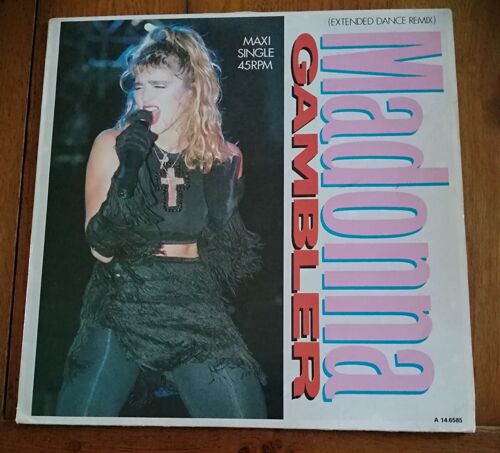 (EXTENDED DANCE REMIX)
MAXI
SINGLE
45RPM
Madonna
GAMBLER
A 14.6585